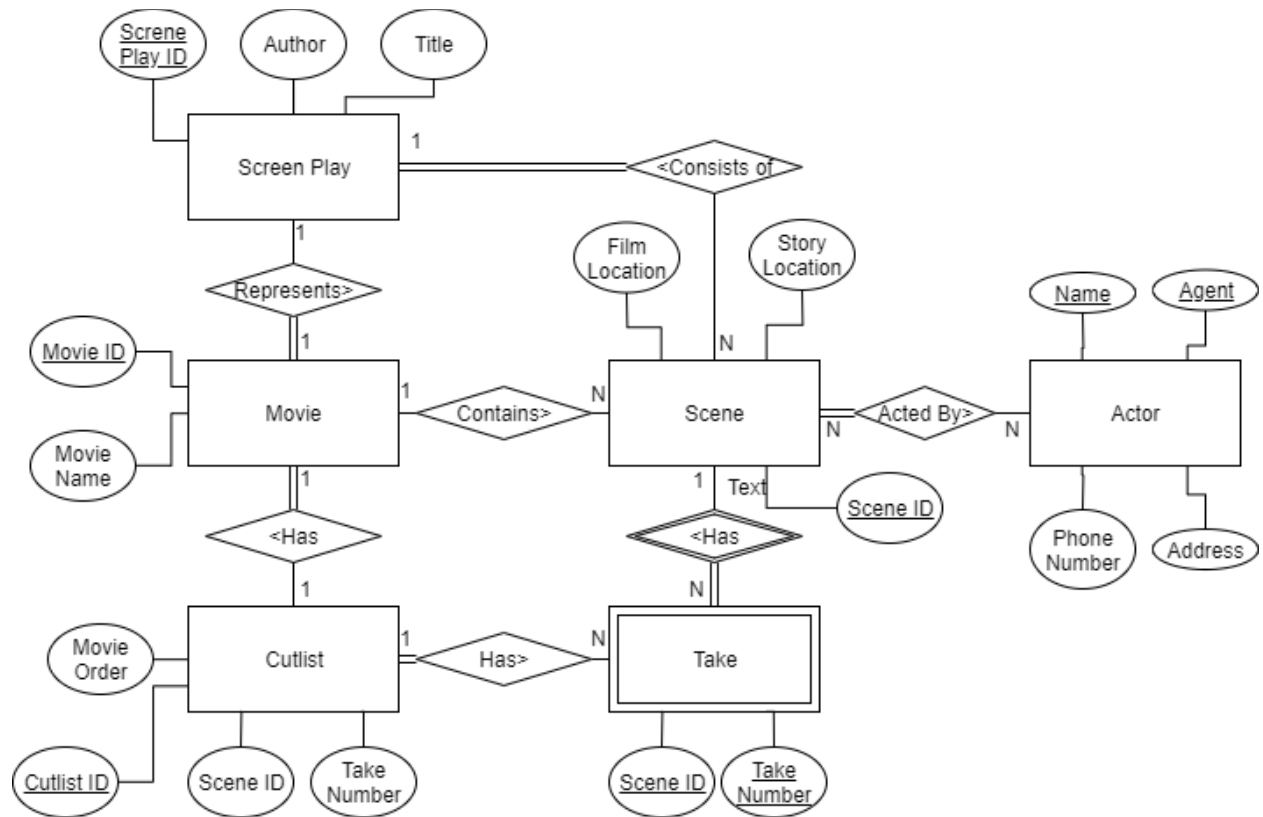 Screne
Play ID
Author
Title
1
Screen Play
<Consists of
1
Film
Location
Story
Location
Represents>
Name
Agent
1
N
Movie ID
1
N
Movie
Contains>
Scene
Acted By>
Actor
N
N
Movie
Name
1
1
Text
Scene ID
<Has
<Has
Phone
Number
Address
1
N
Movie
Order
1
N
Cutlist
Has>
Take
Cutlist ID
Scene ID
Take
Number
Scene ID
Take
Number